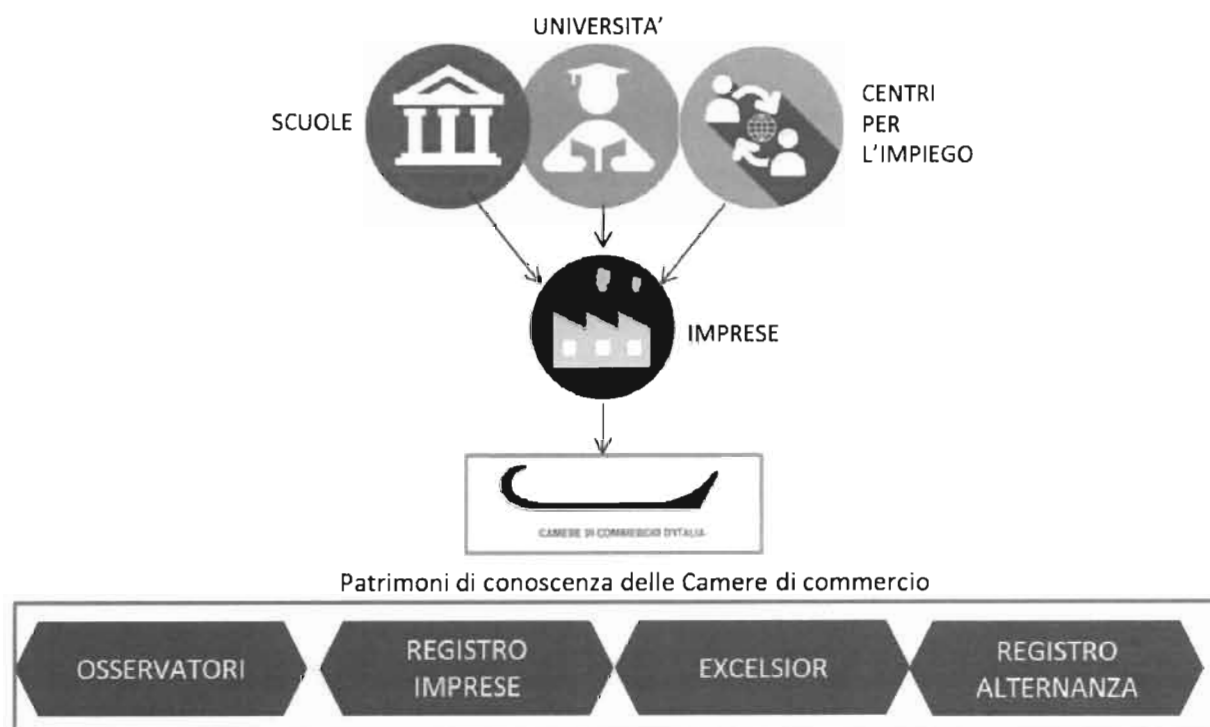 UNIVERSITA'
SCUOLE
CENTRI
PER
L'IMPIEGO
IMPRESE
CAMERE DI COMMERCIO D'ITALIA
Patrimoni di conoscenza delle Camere di commercio
OSSERVATORI
REGISTRO
IMPRESE
EXCELSIOR
REGISTRO
ALTERNANZA